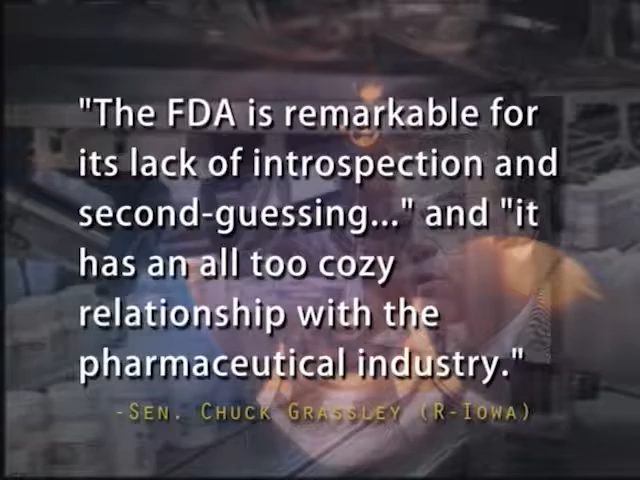 "The FDA is remarkable for
its lack of introspection and
second-guessing..." and "it
has an all too cozy
relationship with the
pharmaceutical industry."
-Sen. Chuck Grassley (R-Iowa)